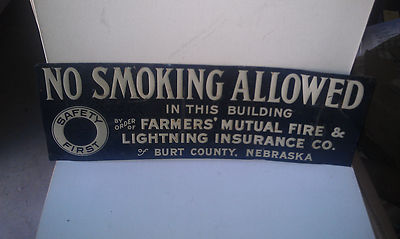 NO SMOKING ALLOWED
IN THIS BUILDING
BY ORDER OF FARMERS' MUTUAL FIRE &
LIGHTNING INSURANCE CO.
of BURT COUNTY, NEBRASKA
SAFETY
FIRST